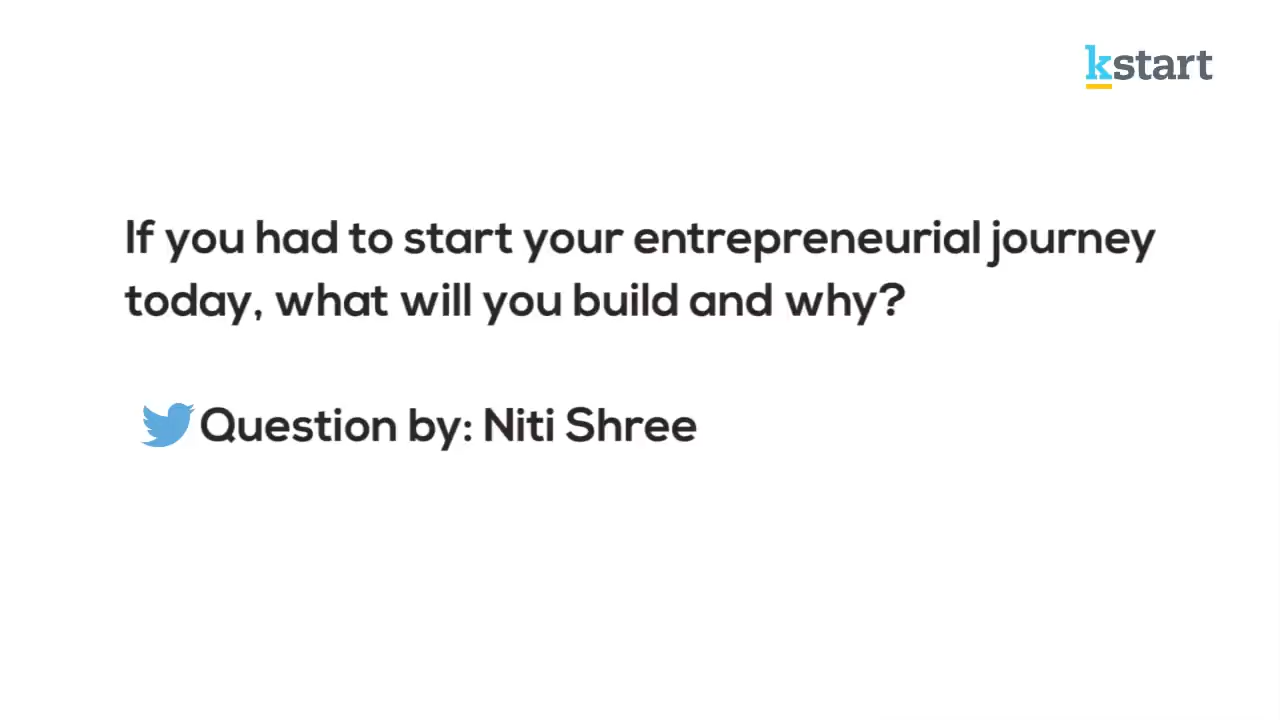 kstart
If you had to start your entrepreneurial journey
today, what will you build and why?
Question by: Niti Shree